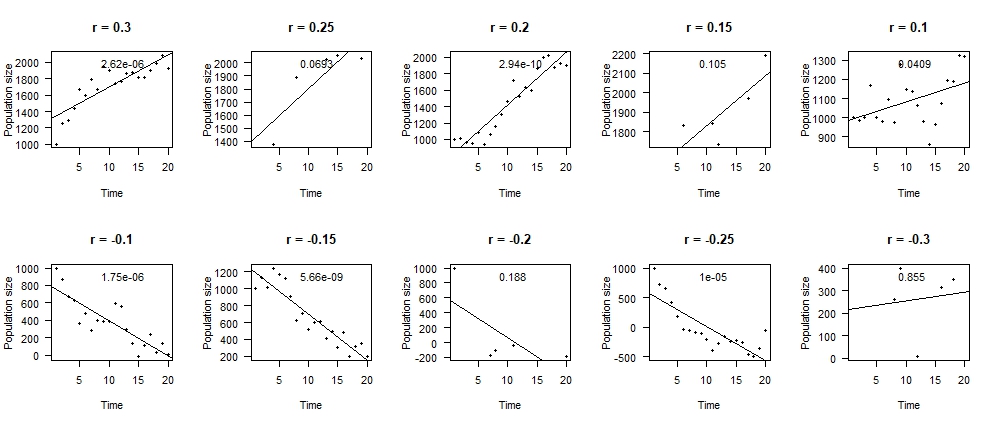 r = 0.3 r = 0.25 r = 0.2 r = 0.15 r = 0.1
Population size 2000 1800 1600 1400 1200 1000 2.62e-06 5 10 15 20 Time
Population size 2000 1900 1800 1700 1600 1500 1400 0.0693 5 10 15 20 Time
Population size 2000 1800 1600 1400 1200 1000 2.94e-10 5 10 15 20 Time
Population size 2200 2100 2000 1900 1800 0.105 5 10 15 20 Time
Population size 1300 1200 1100 1000 900 0.0409 5 10 15 20 Time
r = -0.1 r = -0.15 r = -0.2 r = -0.25 r = -0.3
Population size 1000 800 600 400 200 0 1.75e-06 5 10 15 20 Time
Population size 1200 1000 800 600 400 200 5.66e-09 5 10 15 20 Time
Population size 1000 800 600 400 200 0 -200 0.188 5 10 15 20 Time
Population size 1000 500 0 -500 1e-05 5 10 15 20 Time
Population size 400 300 200 100 0 0.855 5 10 15 20 Time